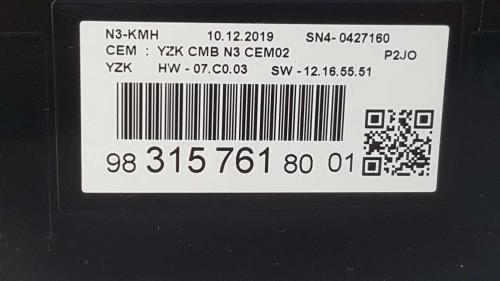 N3-KMH 10.12.2019 SN4- 0427160
CEM : YZK CMB N3 CEM02 P2JO
YZK HW - 07.C0.03 SW -12.16.55.51
98 315 761 80 01